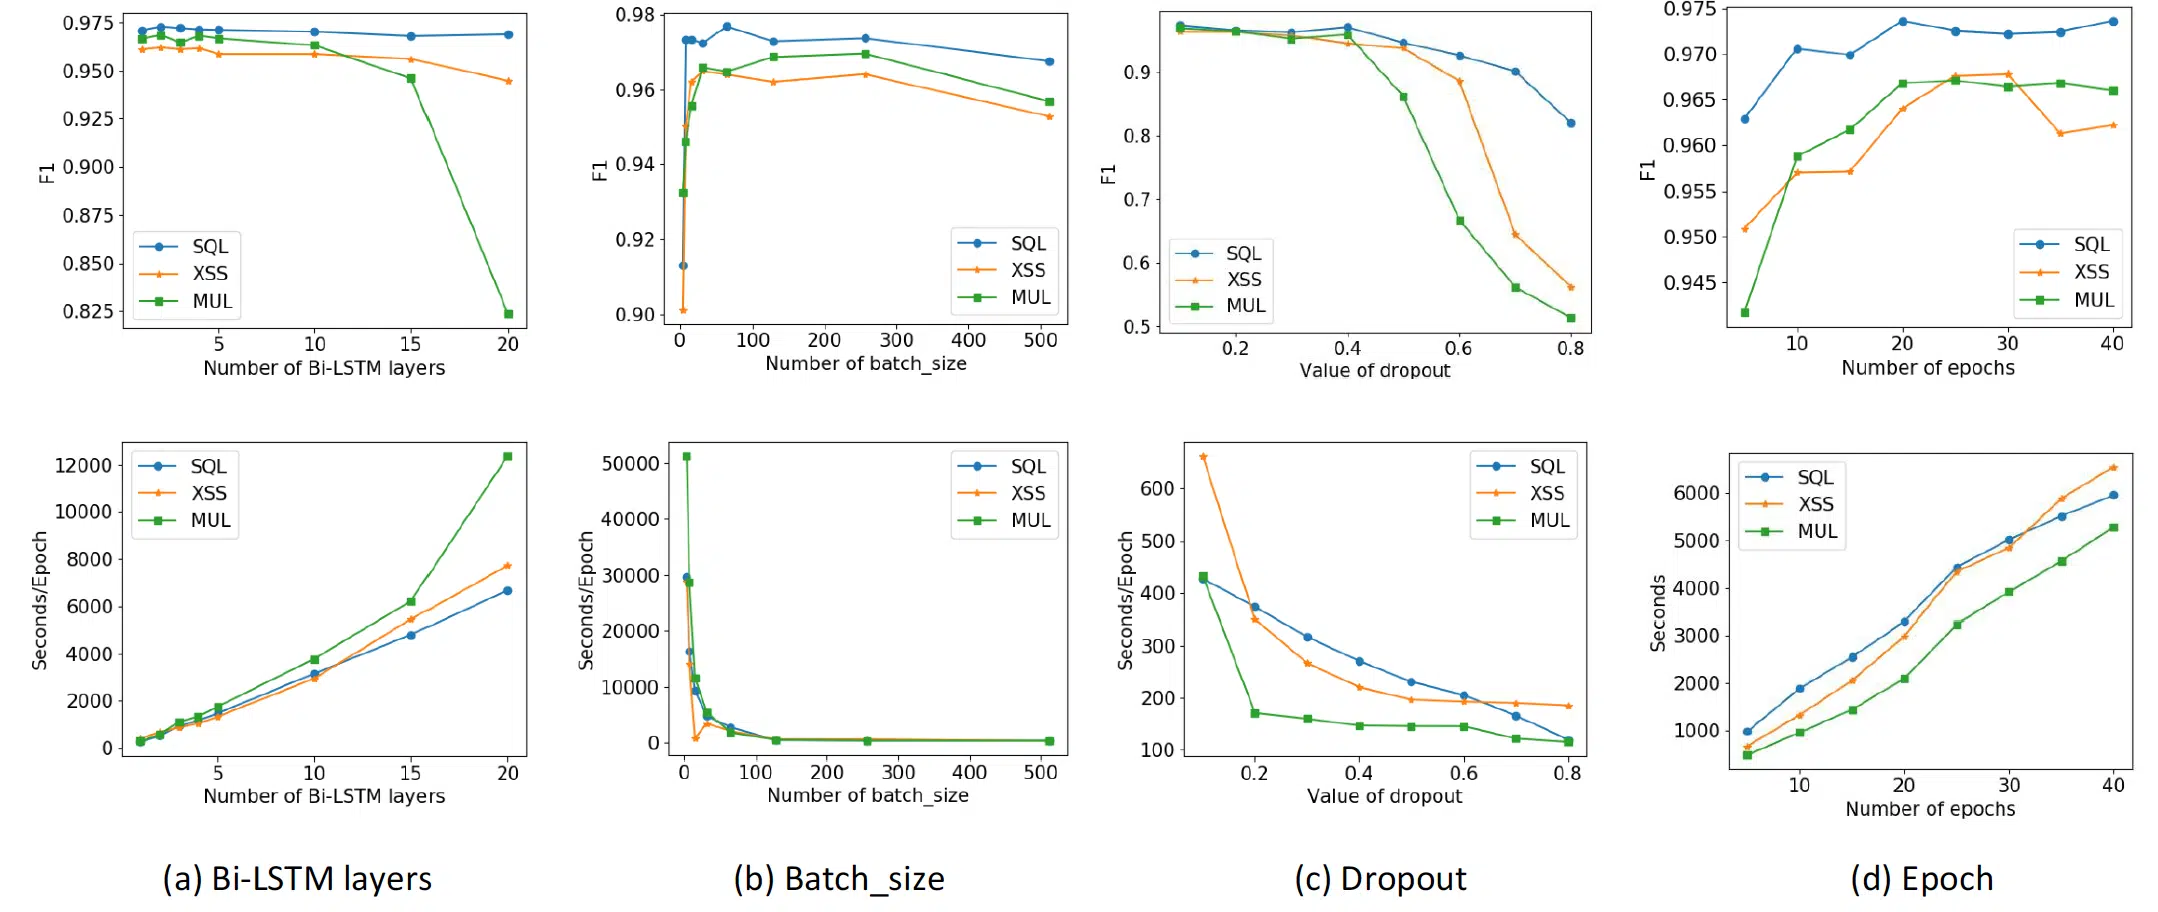 0.975
0.950
0.925
0.900
0.875
0.850
0.825
F1
SQL
XSS
MUL
5 10 15 20
Number of Bi-LSTM layers
0.98
0.96
0.94
0.92
0.90
F1
SQL
XSS
MUL
0 100 200 300 400 500
Number of batch_size
0.9
0.8
0.7
0.6
0.5
F1
SQL
XSS
MUL
0.2 0.4 0.6 0.8
Value of dropout
0.975
0.970
0.965
0.960
0.955
0.950
0.945
F1
SQL
XSS
MUL
10 20 30 40
Number of epochs
12000
10000
8000
6000
4000
2000
0
Seconds/Epoch
SQL
XSS
MUL
5 10 15 20
Number of Bi-LSTM layers
50000
40000
30000
20000
10000
0
Seconds/Epoch
SQL
XSS
MUL
0 100 200 300 400 500
Number of batch_size
600
500
400
300
200
100
Seconds/Epoch
SQL
XSS
MUL
0.2 0.4 0.6 0.8
Value of dropout
6000
5000
4000
3000
2000
1000
Seconds
SQL
XSS
MUL
10 20 30 40
Number of epochs
(a) Bi-LSTM layers
(b) Batch_size
(c) Dropout
(d) Epoch